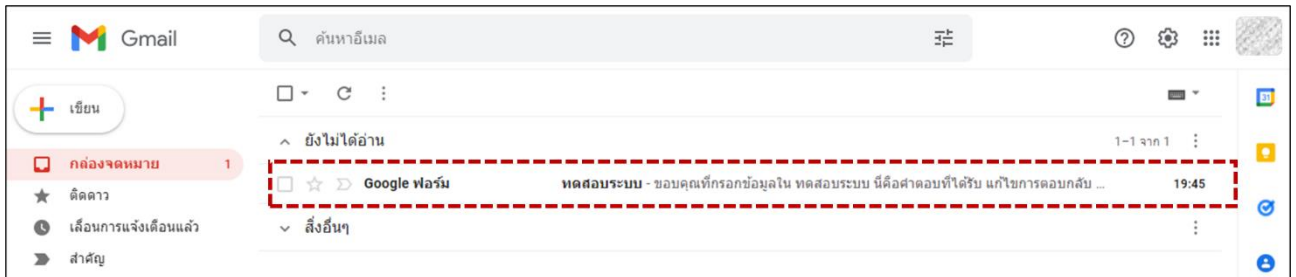 Gmail
ค้นหาอีเมล
เขียน
ยังไม่ได้อ่าน 1–1 จาก 1
กล่องจดหมาย 1
Google ฟอร์ม ทดสอบระบบ - ขอบคุณที่กรอกข้อมูลใน ทดสอบระบบ นี่คือคำตอบที่ได้รับ แก้ไขการตอบกลับ ... 19:45
ติดดาว
เลื่อนการแจ้งเตือนแล้ว
สิ่งอื่นๆ
สำคัญ
31